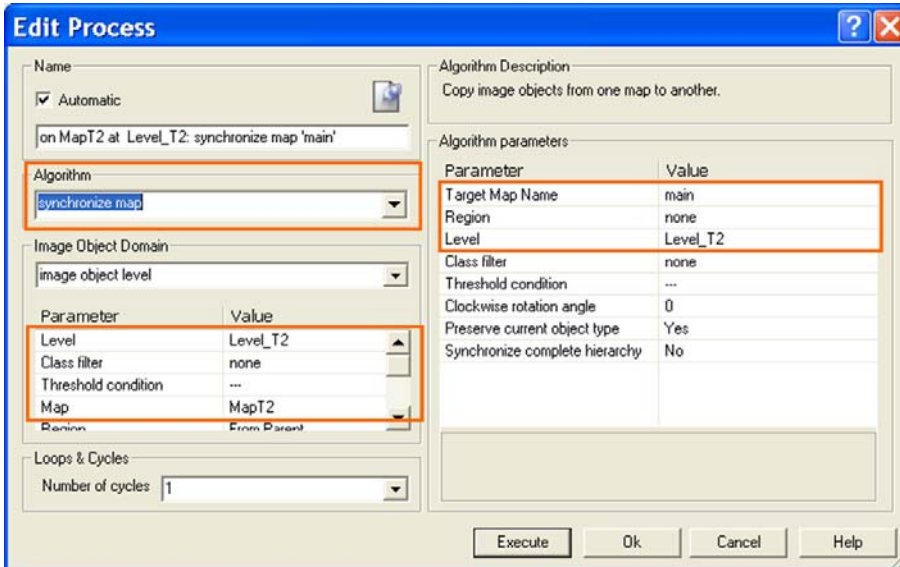 Edit Process
Name
Automatic
on MapT2 at Level_T2: synchronize map 'main'
Algorithm
synchronize map
Image Object Domain
image object level
Parameter Value
Level Level_T2
Class filter none
Threshold condition ---
Map MapT2
Region From Parent
Loops & Cycles
Number of cycles 1
Algorithm Description
Copy image objects from one map to another.
Algorithm parameters
Parameter Value
Target Map Name main
Region none
Level Level_T2
Class filter none
Threshold condition ---
Clockwise rotation angle 0
Preserve current object type Yes
Synchronize complete hierarchy No
Execute Ok Cancel Help